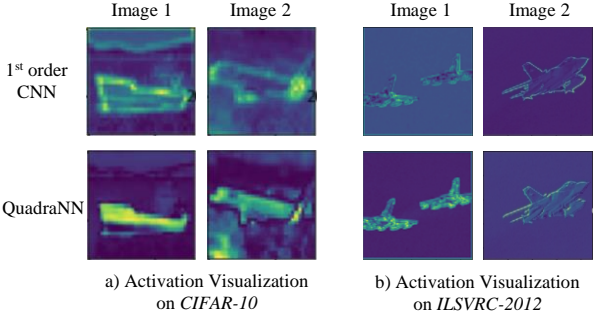 Image 1 Image 2 Image 1 Image 2
1st order
CNN
QuadraNN
a) Activation Visualization
on CIFAR-10
b) Activation Visualization
on ILSVRC-2012